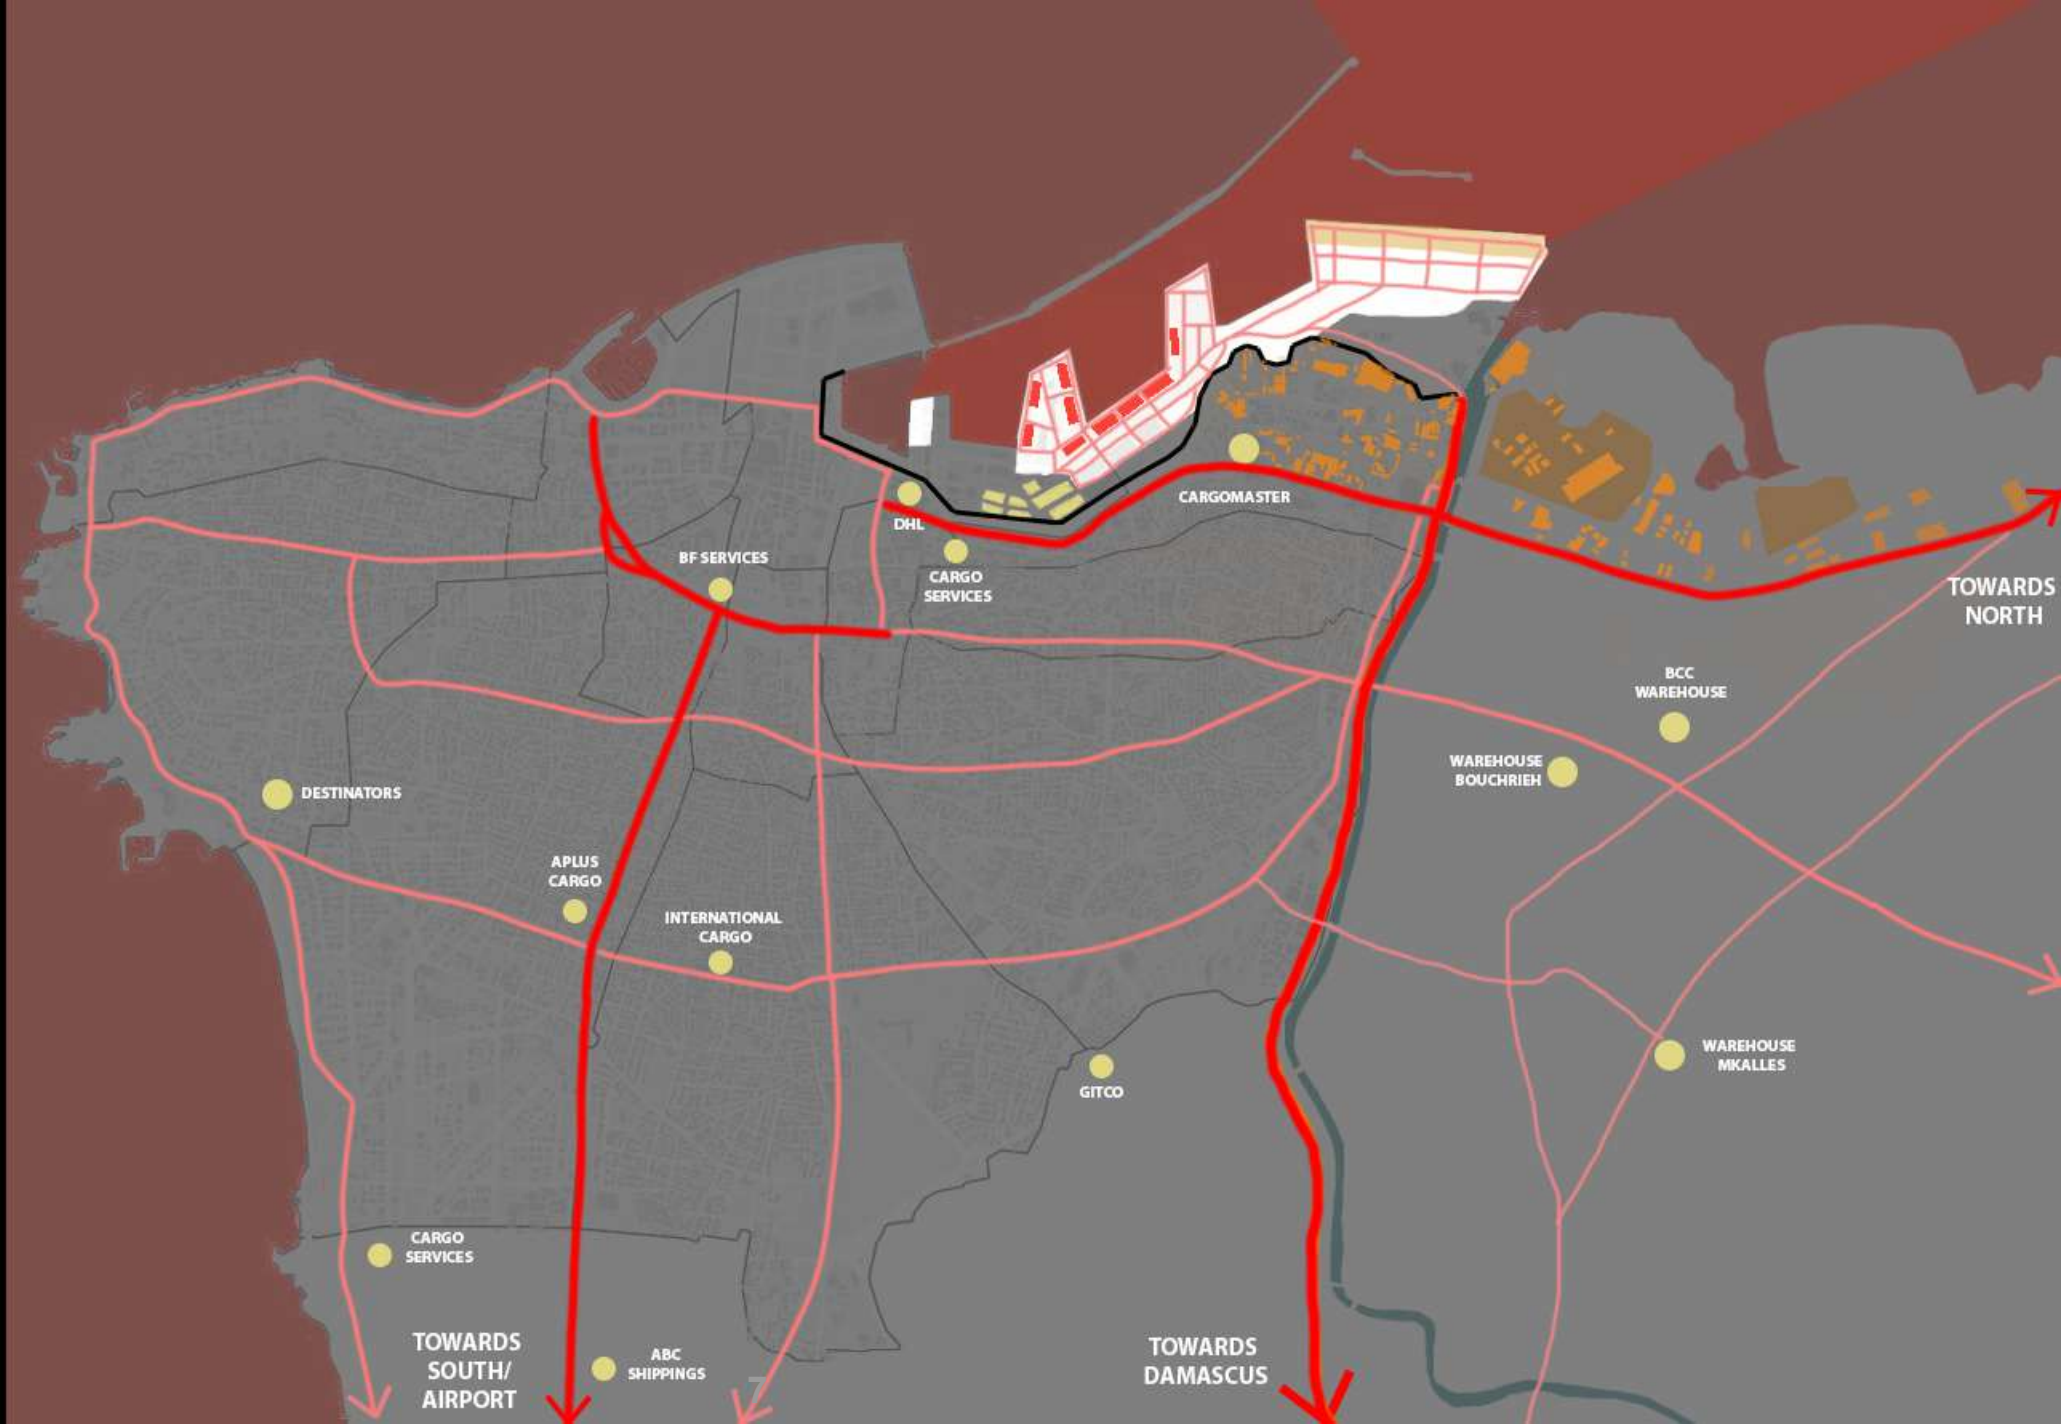 CARGOMASTER
DHL
BF SERVICES
CARGO
SERVICES
TOWARDS
NORTH
BCC
WAREHOUSE
WAREHOUSE
BOUCHRIEH
DESTINATORS
APLUS
CARGO
INTERNATIONAL
CARGO
WAREHOUSE
MKALLES
GITCO
CARGO
SERVICES
TOWARDS
SOUTH/
AIRPORT
ABC
SHIPPINGS
7
TOWARDS
DAMASCUS